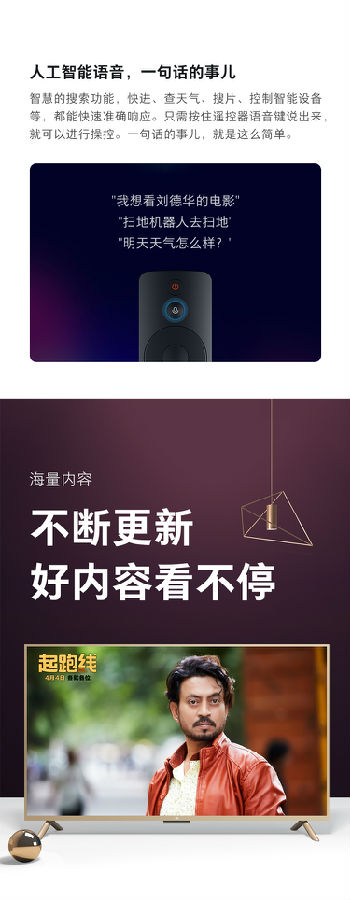 人工智能语音，一句话的事儿
智慧的搜索功能，快进、查天气、搜片、控制智能设备
等，都能快速准确响应。只需按住遥控器语音键说出来，
就可以进行操控。一句话的事儿，就是这么简单。
"我想看刘德华的电影"
"扫地机器人去扫地"
"明天天气怎么样？"
海量内容
不断更新
好内容看不停
起跑线
4月4日 各就各位